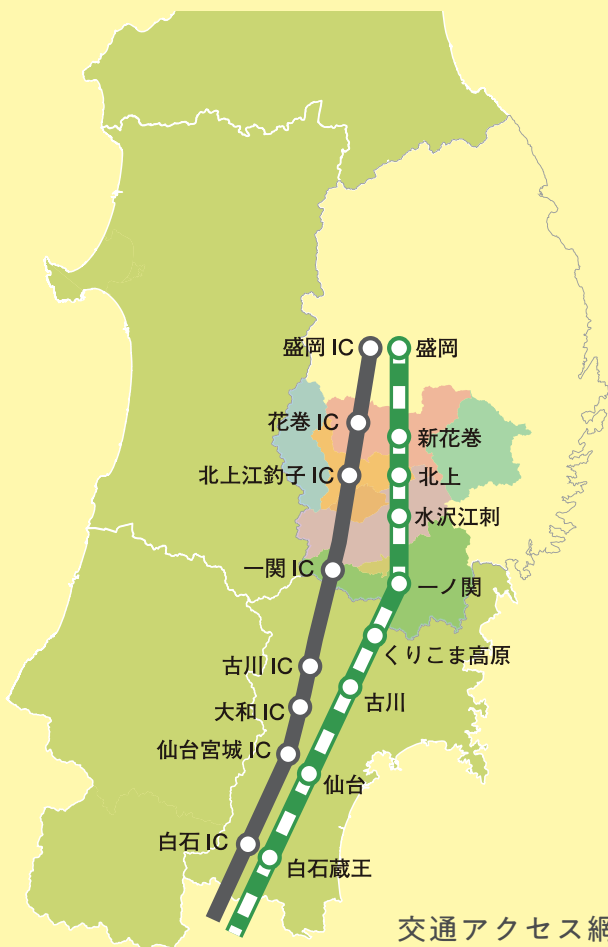 盛岡 IC
盛岡
花巻 IC
新花巻
北上江釣子 IC
北上
水沢江刺
一関 IC
一ノ関
くりこま高原
古川 IC
古川
大和 IC
仙台宮城 IC
仙台
白石 IC
白石蔵王
交通アクセス網